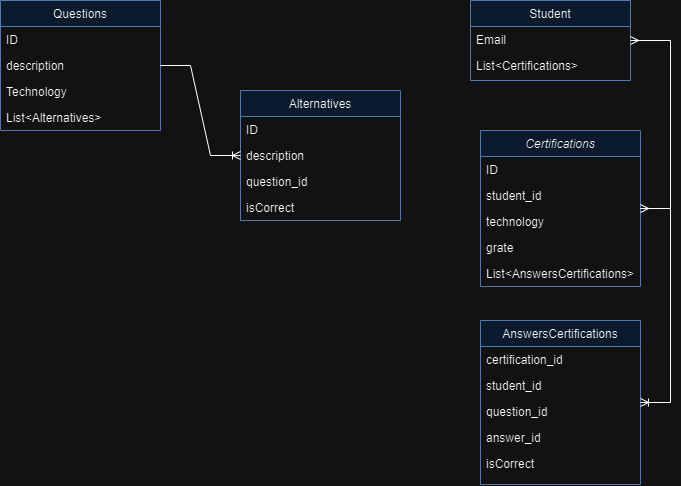 Questions
ID
description
Technology
List<Alternatives>
Alternatives
ID
description
question_id
isCorrect
Student
Email
List<Certifications>
Certifications
ID
student_id
technology
grate
List<AnswersCertifications>
AnswersCertifications
certification_id
student_id
question_id
answer_id
isCorrect